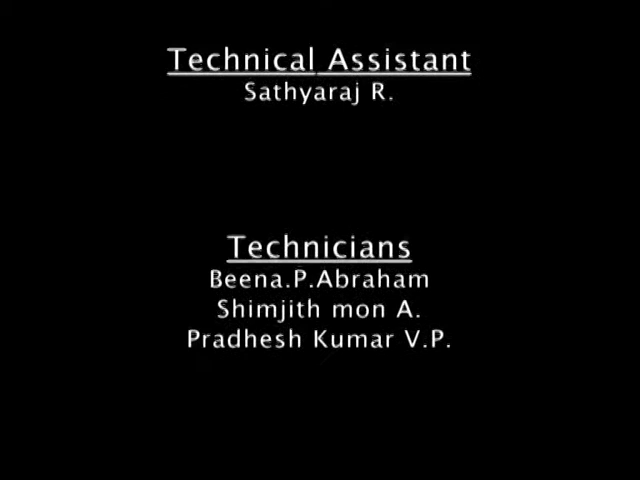 Technical Assistant
Sathyaraj R.
Technicians
Beena.P.Abraham
Shimjith mon A.
Pradhesh Kumar V.P.